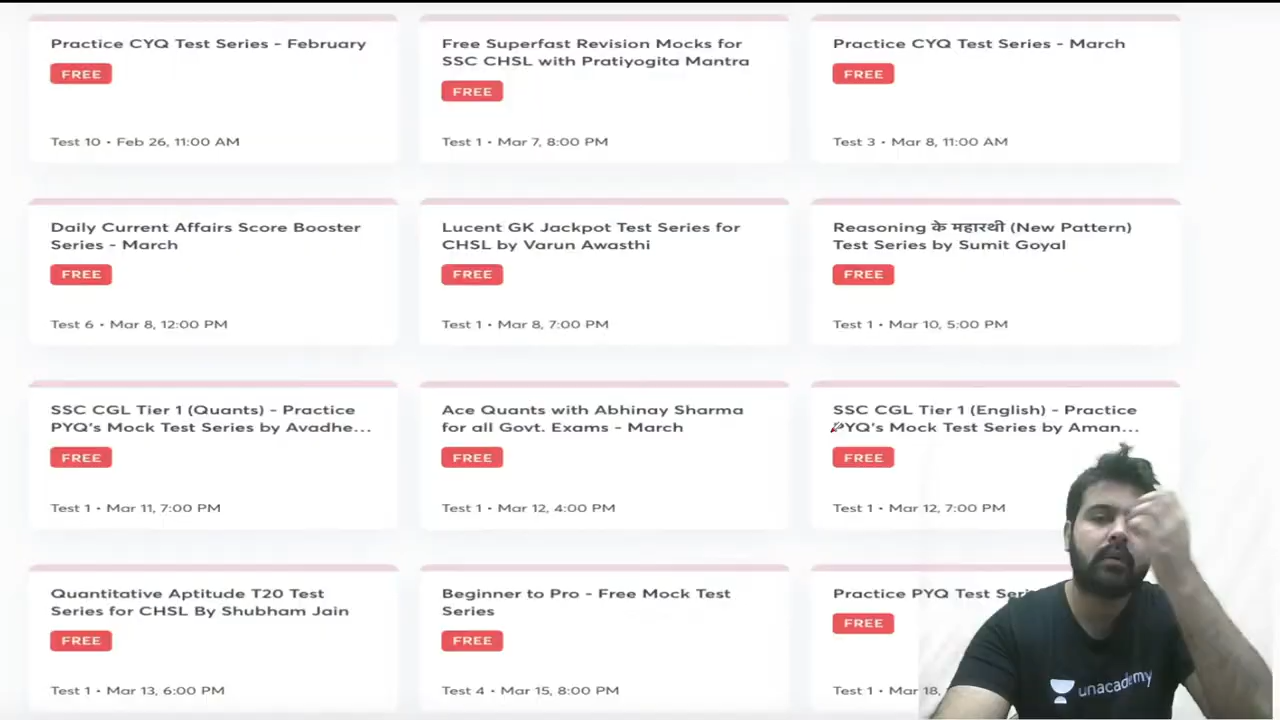 Practice CYQ Test Series - February
FREE
Test 10 • Feb 26, 11:00 AM
Free Superfast Revision Mocks for
SSC CHSL with Pratiyogita Mantra
FREE
Test 1 • Mar 7, 8:00 PM
Practice CYQ Test Series - March
FREE
Test 3 • Mar 8, 11:00 AM
Daily Current Affairs Score Booster
Series - March
FREE
Test 6 • Mar 8, 12:00 PM
Lucent GK Jackpot Test Series for
CHSL by Varun Awasthi
FREE
Test 1 • Mar 8, 7:00 PM
Reasoning के महारथी (New Pattern)
Test Series by Sumit Goyal
FREE
Test 1 • Mar 10, 5:00 PM
SSC CGL Tier 1 (Quants) - Practice
PYQ's Mock Test Series by Avadhe...
FREE
Test 1 • Mar 11, 7:00 PM
Ace Quants with Abhinay Sharma
for all Govt. Exams - March
FREE
Test 1 • Mar 12, 4:00 PM
SSC CGL Tier 1 (English) - Practice
PYQ's Mock Test Series by Aman...
FREE
Test 1 • Mar 12, 7:00 PM
Quantitative Aptitude T20 Test
Series for CHSL By Shubham Jain
FREE
Test 1 • Mar 13, 6:00 PM
Beginner to Pro - Free Mock Test
Series
FREE
Test 4 • Mar 15, 8:00 PM
Practice PYQ Test Ser
FREE
Test 1 • Mar 18,
unacademy